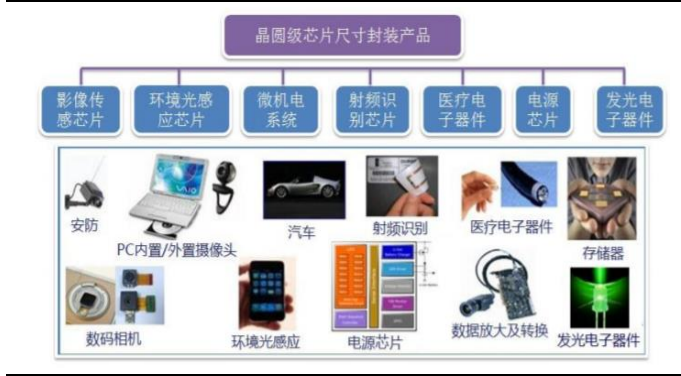 晶圆级芯片尺寸封装产品
影像传
感芯片
环境光感
应芯片
微机电
系统
射频识
别芯片
医疗电
子器件
电源
芯片
发光电
子器件
安防
PC内置/外置摄像头
VAIO
汽车
射频识别
医疗电子器件
存储器
数码相机
环境光感应
电源芯片
数据放大及转换
发光电子器件